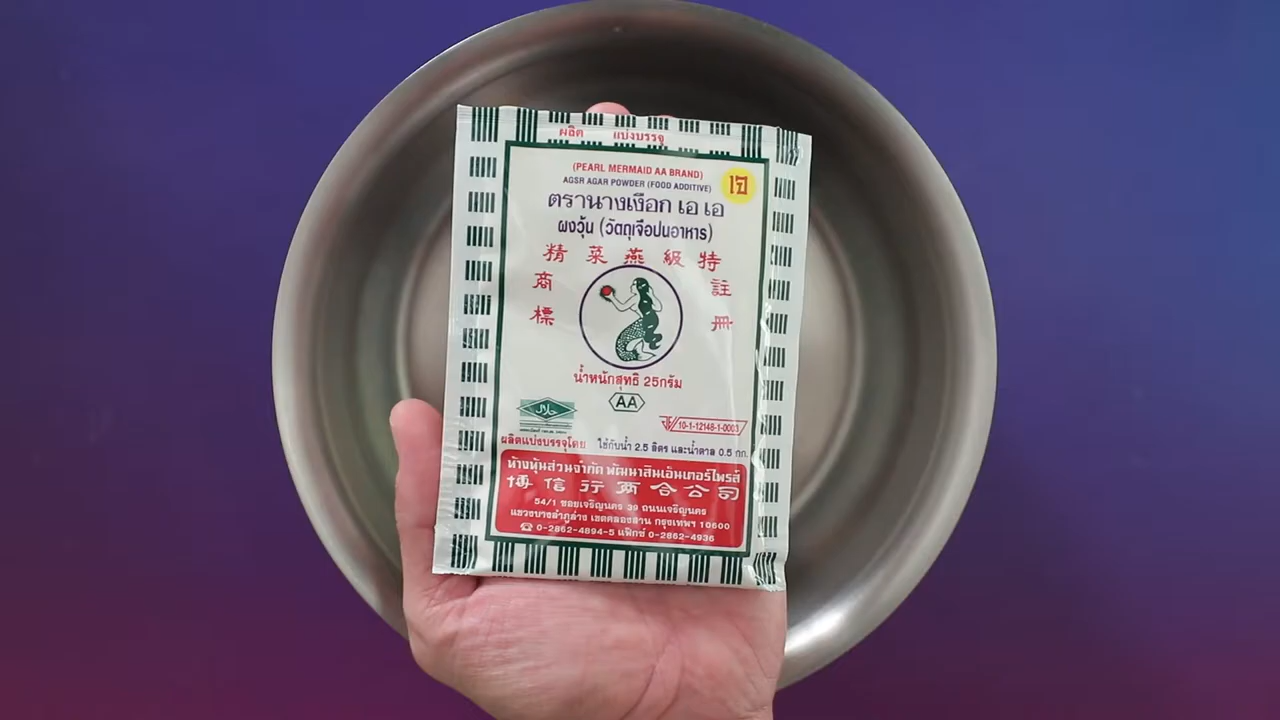 ผลิต แบ่งบรรจุ
(PEARL MERMAID AA BRAND)
AGSR AGAR POWDER (FOOD ADDITIVE)
เจ
ตรานางเงือก เอ เอ
ผงวุ้น (วัตถุเจือปนอาหาร)
精菜燕級特
商 註
標 冊
น้ำหนักสุทธิ 25กรัม
AA
حلال
10-1-12148-1-0003
ผลิตแบ่งบรรจุโดย ใช้กับน้ำ 2.5 ลิตร และน้ำตาล 0.5 กก.
ห้างหุ้นส่วนจำกัด พัฒนาสินเอ็นเตอร์ไพรส์
博信行兩合公司
54/1 ซอยเจริญนคร 39 ถนนเจริญนคร
แขวงบางลำภูล่าง เขตคลองสาน กรุงเทพฯ 10600
☎ 0-2862-4894-5 แฟ็กซ์ 0-2862-4936